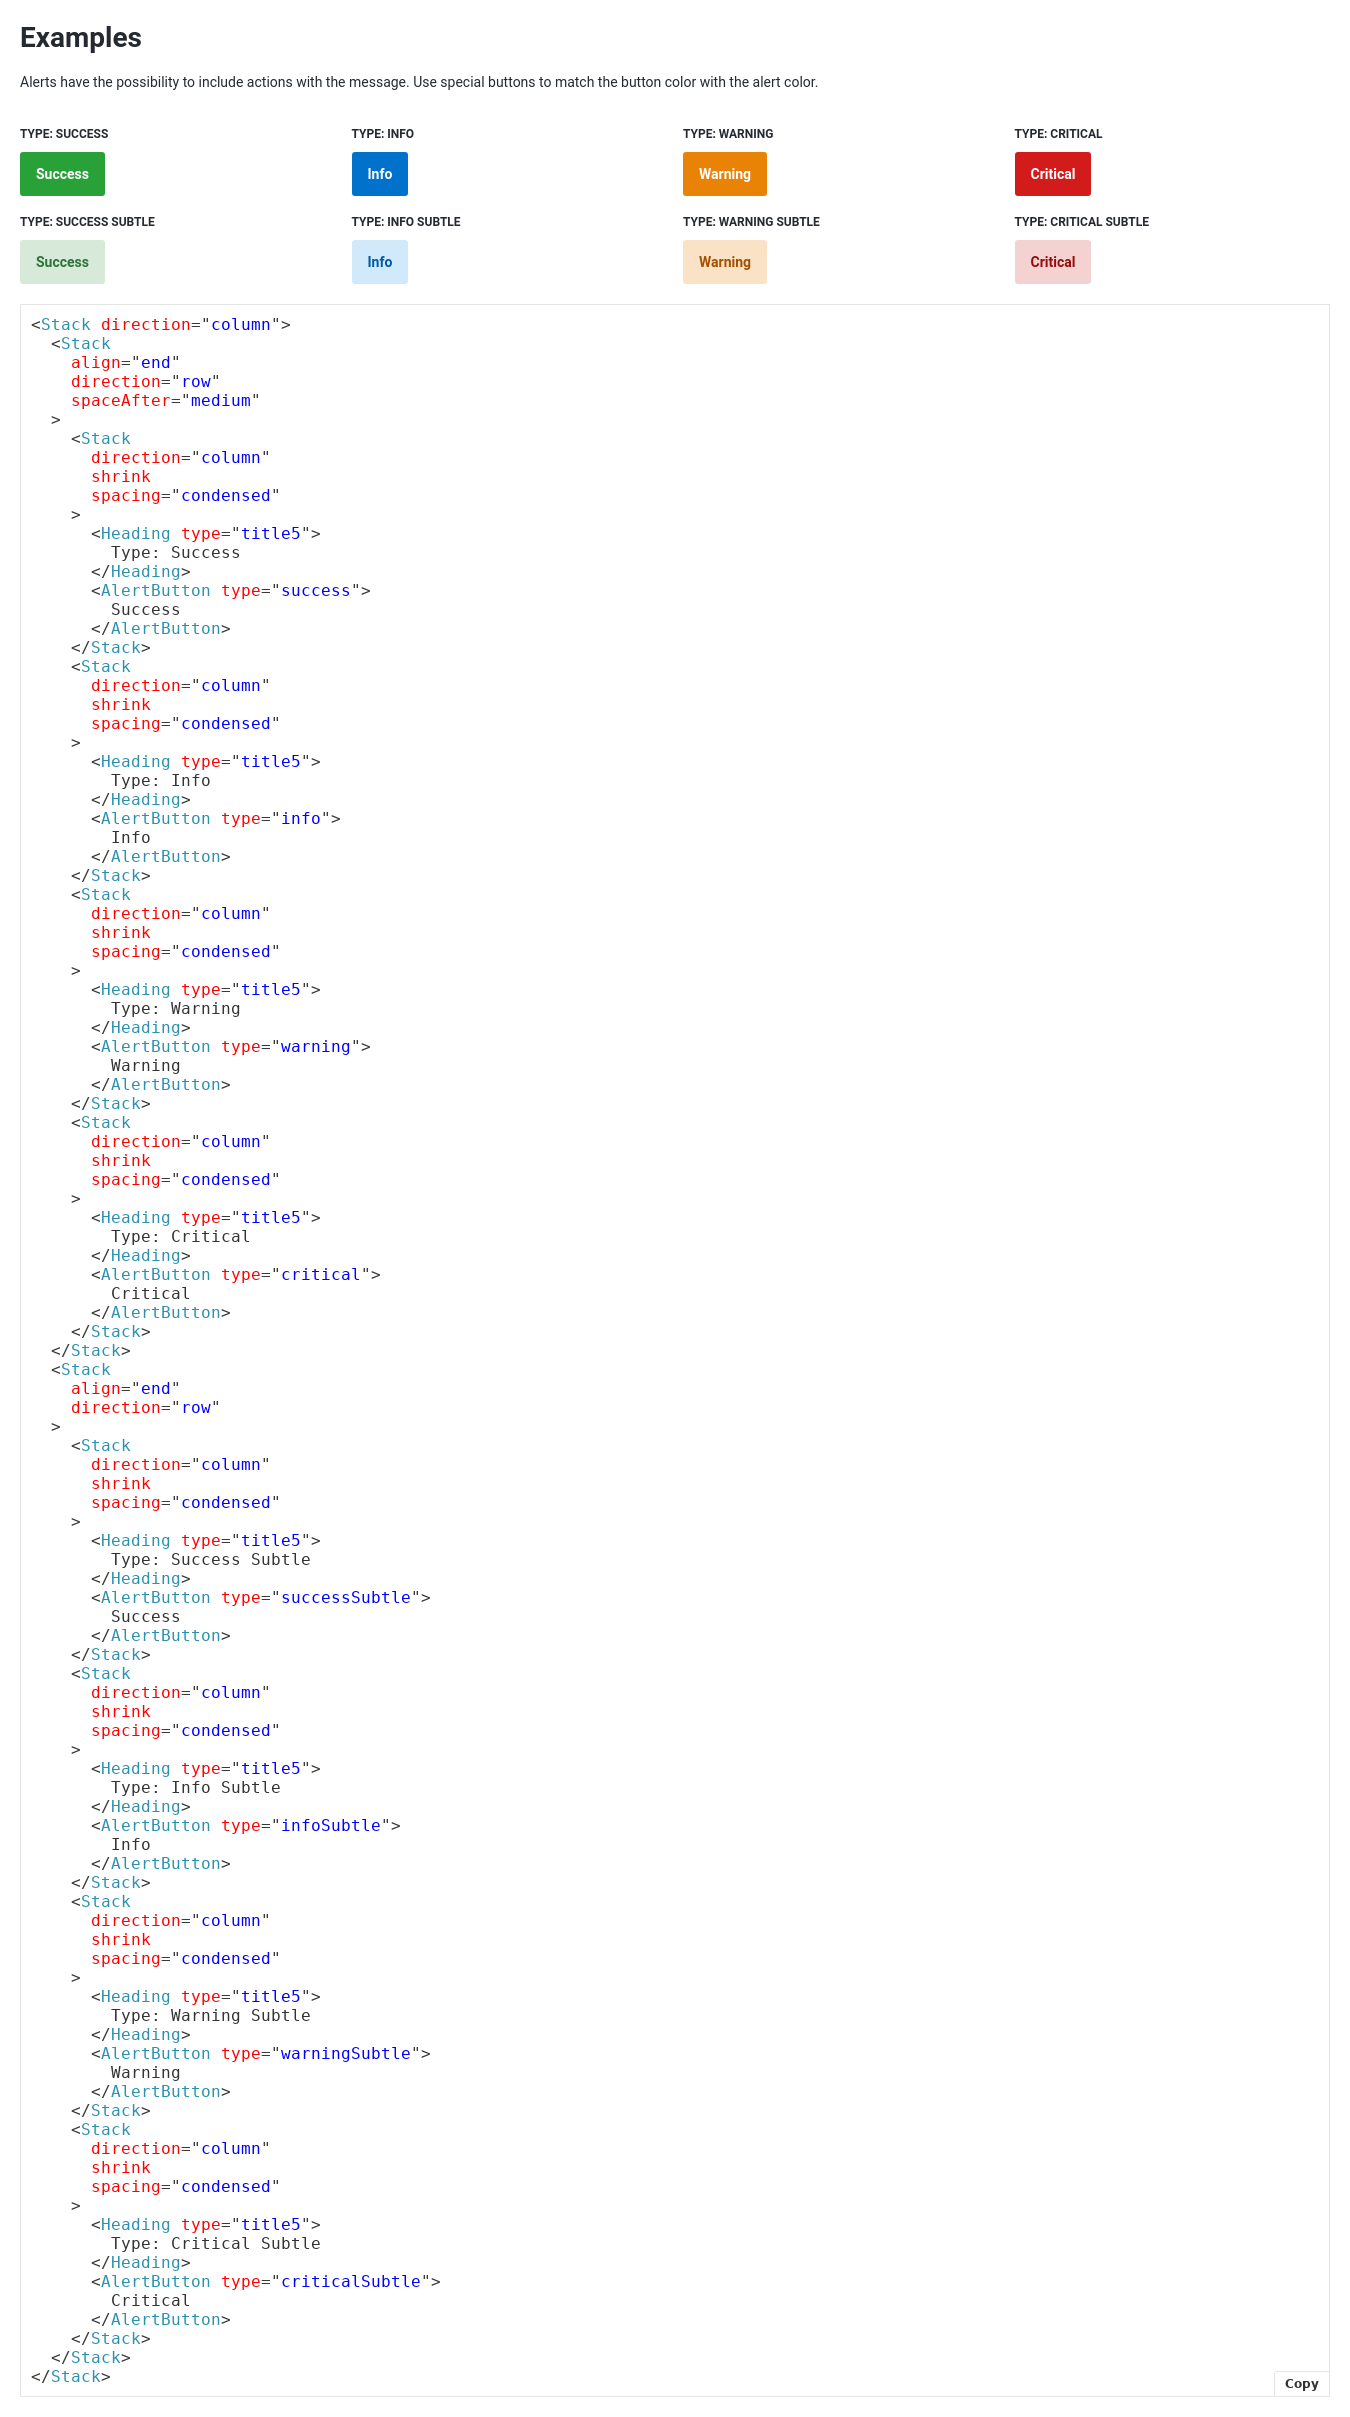 Examples
Alerts have the possibility to include actions with the message. Use special buttons to match the button color with the alert color.
TYPE: SUCCESS
TYPE: INFO
TYPE: WARNING
TYPE: CRITICAL
Success
Info
Warning
Critical
TYPE: SUCCESS SUBTLE
TYPE: INFO SUBTLE
TYPE: WARNING SUBTLE
TYPE: CRITICAL SUBTLE
Success
Info
Warning
Critical
<Stack direction="column">
  <Stack
    align="end"
    direction="row"
    spaceAfter="medium"
  >
    <Stack
      direction="column"
      shrink
      spacing="condensed"
    >
      <Heading type="title5">
        Type: Success
      </Heading>
      <AlertButton type="success">
        Success
      </AlertButton>
    </Stack>
    <Stack
      direction="column"
      shrink
      spacing="condensed"
    >
      <Heading type="title5">
        Type: Info
      </Heading>
      <AlertButton type="info">
        Info
      </AlertButton>
    </Stack>
    <Stack
      direction="column"
      shrink
      spacing="condensed"
    >
      <Heading type="title5">
        Type: Warning
      </Heading>
      <AlertButton type="warning">
        Warning
      </AlertButton>
    </Stack>
    <Stack
      direction="column"
      shrink
      spacing="condensed"
    >
      <Heading type="title5">
        Type: Critical
      </Heading>
      <AlertButton type="critical">
        Critical
      </AlertButton>
    </Stack>
  </Stack>
  <Stack
    align="end"
    direction="row"
  >
    <Stack
      direction="column"
      shrink
      spacing="condensed"
    >
      <Heading type="title5">
        Type: Success Subtle
      </Heading>
      <AlertButton type="successSubtle">
        Success
      </AlertButton>
    </Stack>
    <Stack
      direction="column"
      shrink
      spacing="condensed"
    >
      <Heading type="title5">
        Type: Info Subtle
      </Heading>
      <AlertButton type="infoSubtle">
        Info
      </AlertButton>
    </Stack>
    <Stack
      direction="column"
      shrink
      spacing="condensed"
    >
      <Heading type="title5">
        Type: Warning Subtle
      </Heading>
      <AlertButton type="warningSubtle">
        Warning
      </AlertButton>
    </Stack>
    <Stack
      direction="column"
      shrink
      spacing="condensed"
    >
      <Heading type="title5">
        Type: Critical Subtle
      </Heading>
      <AlertButton type="criticalSubtle">
        Critical
      </AlertButton>
    </Stack>
  </Stack>
</Stack>
Copy